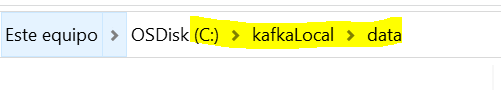 Este equipo > OSDisk (C:) > kafkaLocal > data